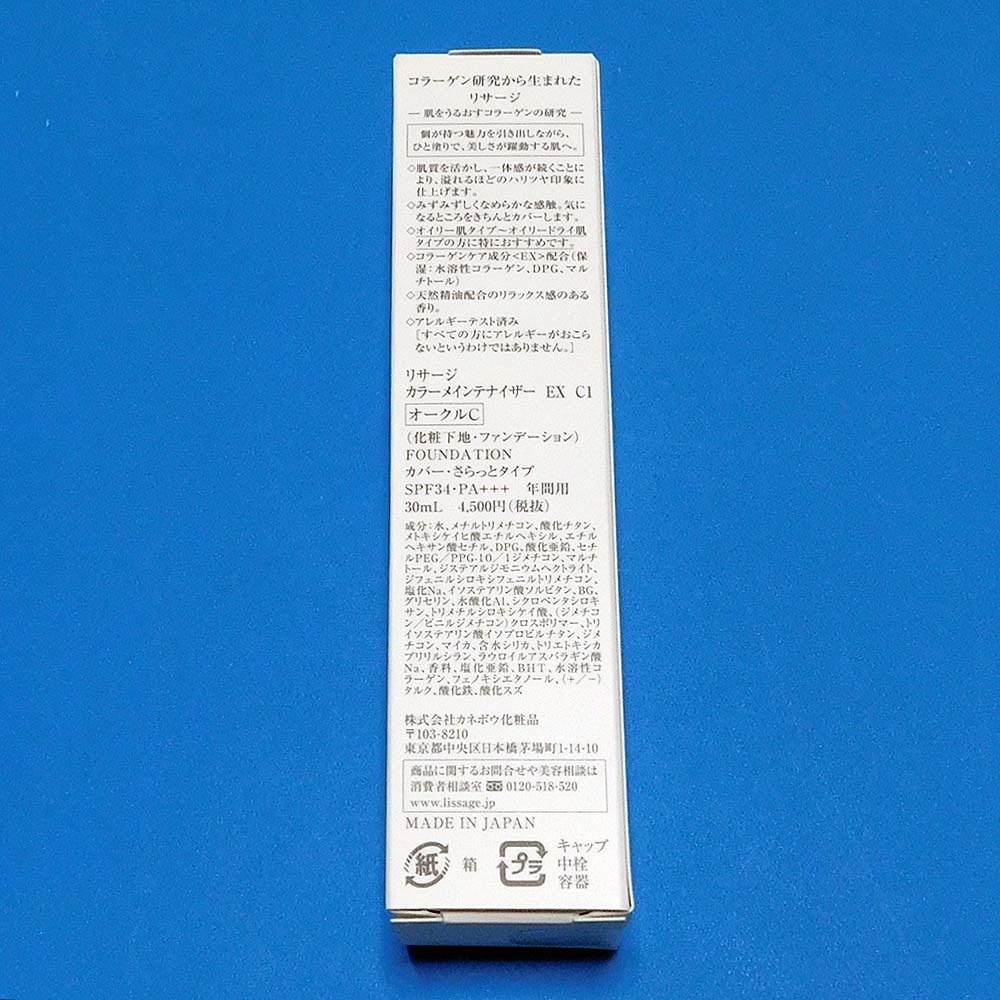 コラーゲン研究から生まれた
リサージ
― 肌をうるおすコラーゲンの研究 ―
個が持つ魅力を引き出しながら、
ひと塗りで、美しさが躍動する肌へ。
◇肌質を活かし、一体感が続くことに
より、溢れるほどのハリツヤ印象に
仕上げます。
◇みずみずしくなめらかな感触。気に
なるところをきちんとカバーします。
◇オイリー肌タイプ～オイリードライ肌
タイプの方に特におすすめです。
◇コラーゲンケア成分<EX>配合(保
湿:水溶性コラーゲン、DPG、マル
チトール)
◇天然精油配合のリラックス感のある
香り。
◇アレルギーテスト済み
[すべての方にアレルギーがおこら
ないというわけではありません。]
リサージ
カラーメインテナイザー EX C1
オークルC
(化粧下地・ファンデーション)
FOUNDATION
カバー・さらっとタイプ
SPF34・PA+++ 年間用
30mL 4,500円(税抜)
成分:水、メチルトリメチコン、酸化チタン、
メトキシケイヒ酸エチルヘキシル、エチル
ヘキサン酸セチル、DPG、酸化亜鉛、セチ
ルPEG/PPG-10/1ジメチコン、マルチ
トール、ジステアルジモニウムヘクトライト、
ジフェニルシロキシフェニルトリメチコン、
塩化Na、イソステアリン酸ソルビタン、BG、
グリセリン、水酸化Al、シクロペンタシロキ
サン、トリメチルシロキシケイ酸、(ジメチコ
ン/ビニルジメチコン)クロスポリマー、トリ
イソステアリン酸イソプロピルチタン、ジメ
チコン、マイカ、含水シリカ、トリエトキシカ
プリリルシラン、ラウロイルアスパラギン酸
Na、香料、塩化亜鉛、BHT、水溶性コ
ラーゲン、フェノキシエタノール、(+/-)
タルク、酸化鉄、酸化スズ
株式会社カネボウ化粧品
〒103-8210
東京都中央区日本橋茅場町1-14-10
商品に関するお問合せや美容相談は
消費者相談室 0120-518-520
www.lissage.jp
MADE IN JAPAN
紙 箱 プラ キャップ
中栓
容器